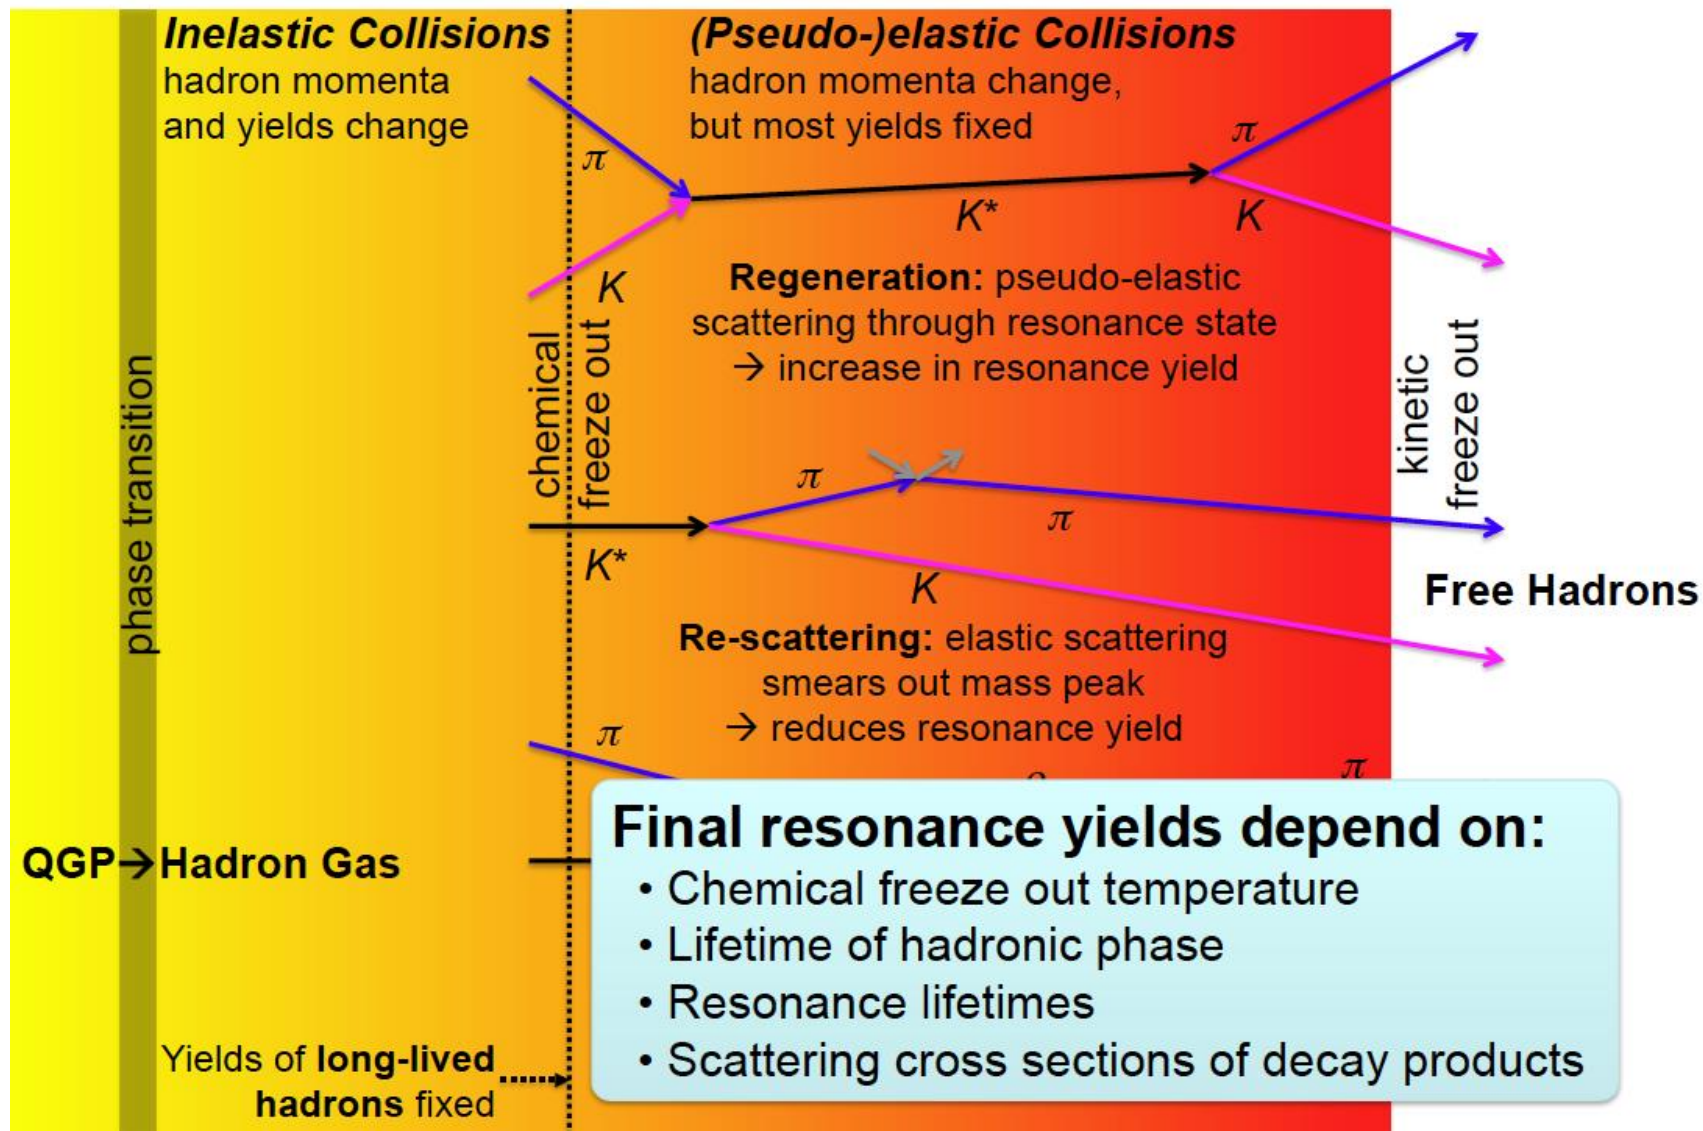 Inelastic Collisions
hadron momenta
and yields change
(Pseudo-)elastic Collisions
hadron momenta change,
but most yields fixed
π
K
K*
π
K
Regeneration: pseudo-elastic
scattering through resonance state
→ increase in resonance yield
phase transition
chemical
freeze out
kinetic
freeze out
K*
π
π
K
Free Hadrons
Re-scattering: elastic scattering
smears out mass peak
→ reduces resonance yield
π
π
QGP→Hadron Gas
Final resonance yields depend on:
• Chemical freeze out temperature
• Lifetime of hadronic phase
• Resonance lifetimes
• Scattering cross sections of decay products
Yields of long-lived
hadrons fixed